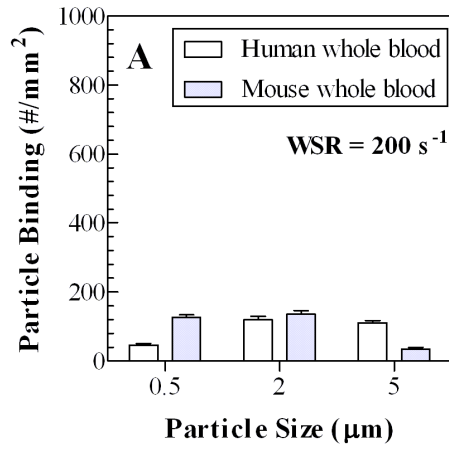 A
Human whole blood
Mouse whole blood
WSR = 200 s⁻¹
Particle Binding (#/mm²)
1000
800
600
400
200
0
0.5 2 5
Particle Size (μm)